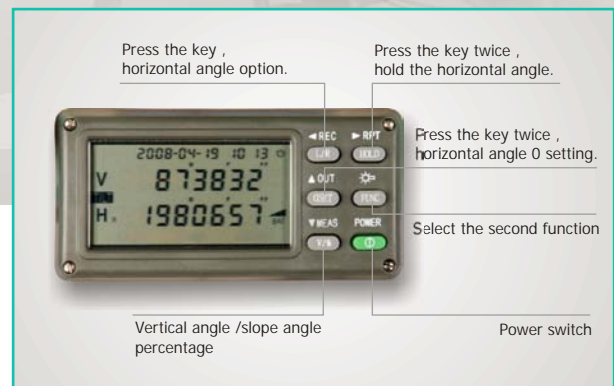 Press the key ,
horizontal angle option.
Press the key twice ,
hold the horizontal angle.
◄REC ►RPT
L/R HOLD
Press the key twice ,
horizontal angle 0 setting.
2008-04-19 10 13
V 873832
H 1980657
▲OUT
OSET FUNC
Select the second function
▼MEAS POWER
V/%
Vertical angle /slope angle
percentage
Power switch